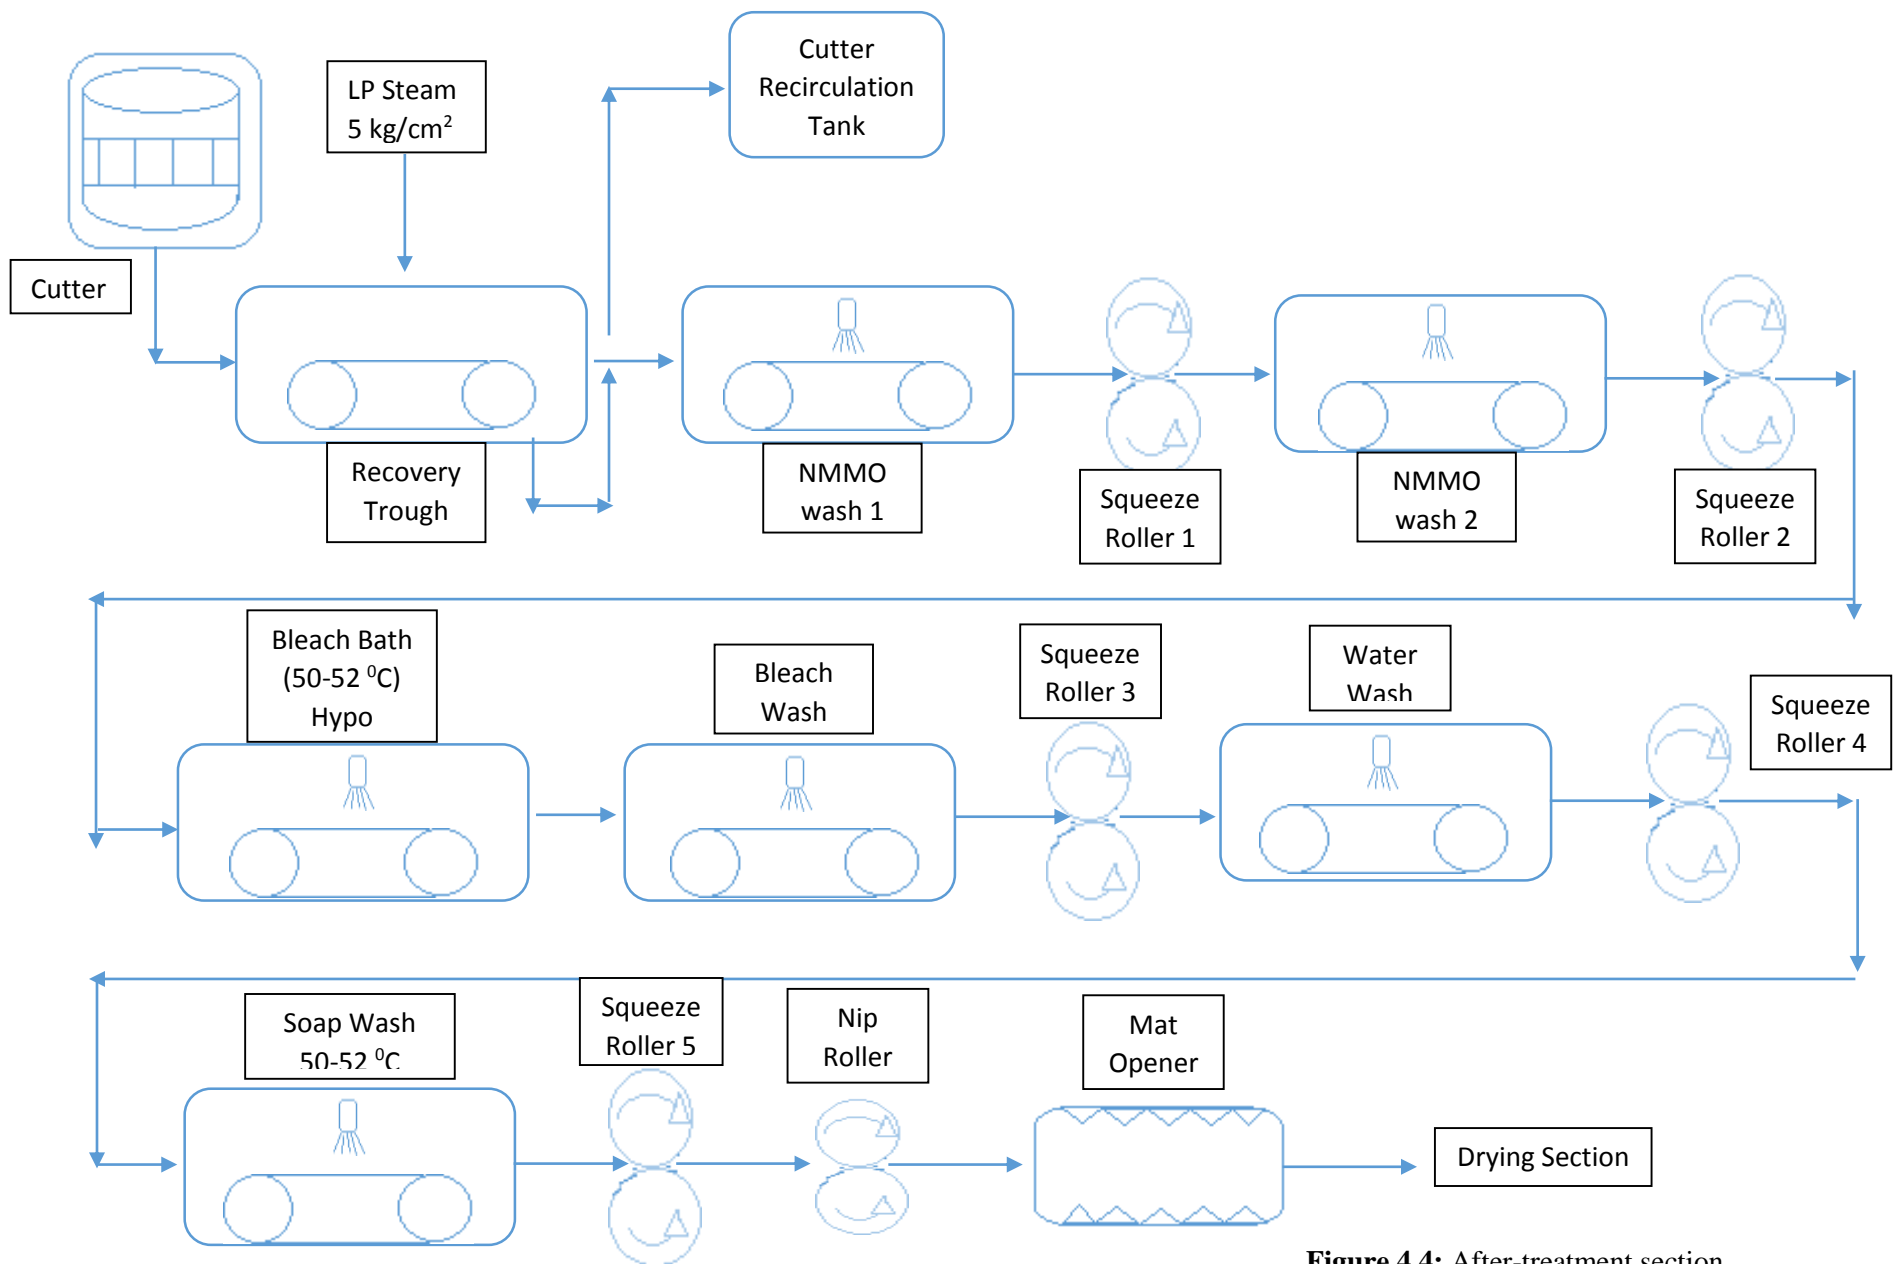 Cutter
Recirculation
Tank
LP Steam
5 kg/cm²
Cutter
Recovery
Trough
NMMO
wash 1
Squeeze
Roller 1
NMMO
wash 2
Squeeze
Roller 2
Bleach Bath
(50-52 ⁰C)
Hypo
Bleach
Wash
Squeeze
Roller 3
Water
Wash
Squeeze
Roller 4
Soap Wash
50-52 ⁰C
Squeeze
Roller 5
Nip
Roller
Mat
Opener
Drying Section
Figure 4.4: After-treatment section